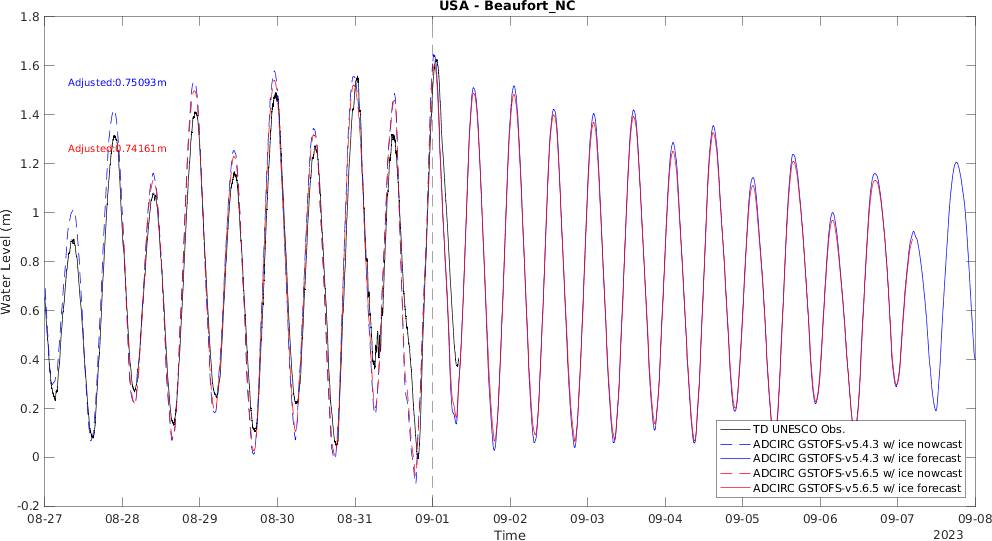 USA - Beaufort_NC
1.8
1.6
1.4
1.2
1
0.8
0.6
0.4
0.2
0
-0.2
Water Level (m)
Adjusted:0.75093m
Adjusted:0.74161m
TD UNESCO Obs.
ADCIRC GSTOFS-v5.4.3 w/ ice nowcast
ADCIRC GSTOFS-v5.4.3 w/ ice forecast
ADCIRC GSTOFS-v5.6.5 w/ ice nowcast
ADCIRC GSTOFS-v5.6.5 w/ ice forecast
08-27 08-28 08-29 08-30 08-31 09-01 09-02 09-03 09-04 09-05 09-06 09-07 09-08
Time
2023